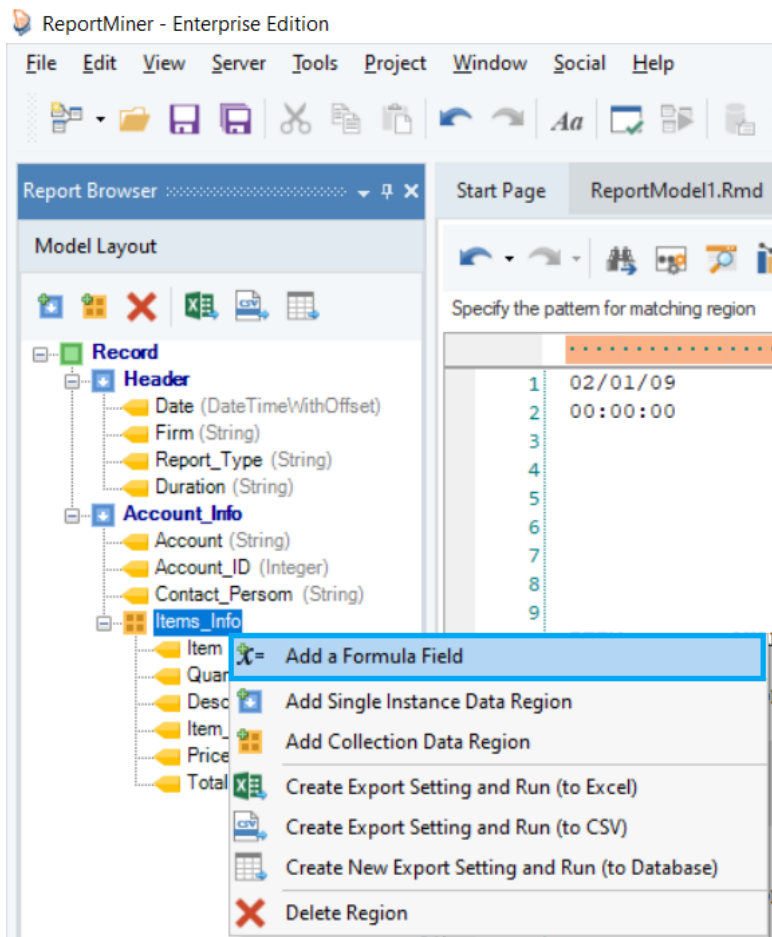 ReportMiner - Enterprise Edition
File Edit View Server Tools Project Window Social Help
Aa
Report Browser
Start Page ReportModel1.Rmd
Model Layout
Specify the pattern for matching region
Record
Header
Date (DateTimeWithOffset)
Firm (String)
Report_Type (String)
Duration (String)
Account_Info
Account (String)
Account_ID (Integer)
Contact_Persom (String)
Items_Info
Item
Quan
Desc
Item_
Price
Total
1 02/01/09
2 00:00:00
3
4
5
6
7
8
9
Add a Formula Field
Add Single Instance Data Region
Add Collection Data Region
Create Export Setting and Run (to Excel)
Create Export Setting and Run (to CSV)
Create New Export Setting and Run (to Database)
Delete Region